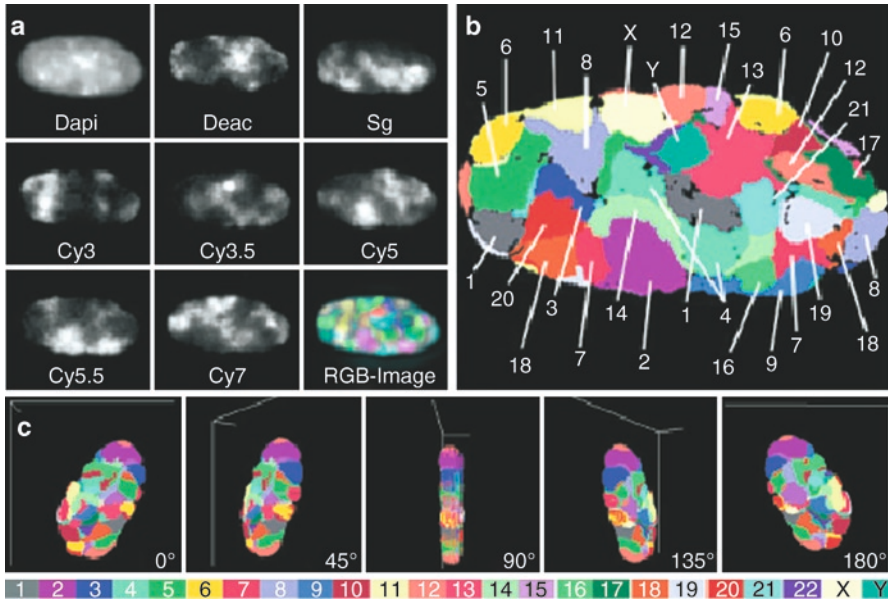 a
Dapi Deac Sg
Cy3 Cy3.5 Cy5
Cy5.5 Cy7 RGB-Image
b
6 11 8 X Y 12 15 13 6 10 12 21 17
5
1 20 18 3 7 14 2 1 4 16 9 7 19 18 8
c
0° 45° 90° 135° 180°
1 2 3 4 5 6 7 8 9 10 11 12 13 14 15 16 17 18 19 20 21 22 X Y